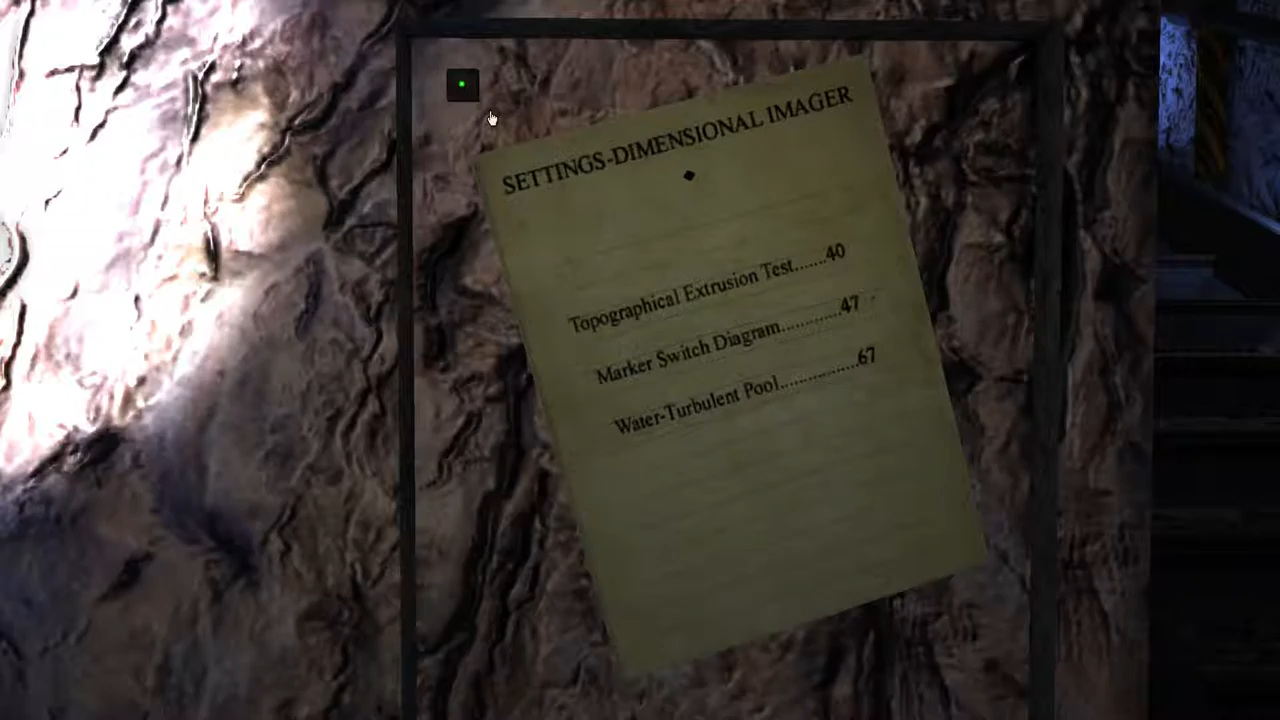 SETTINGS-DIMENSIONAL IMAGER
Topographical Extrusion Test.......40
Marker Switch Diagram.............47
Water-Turbulent Pool.................67